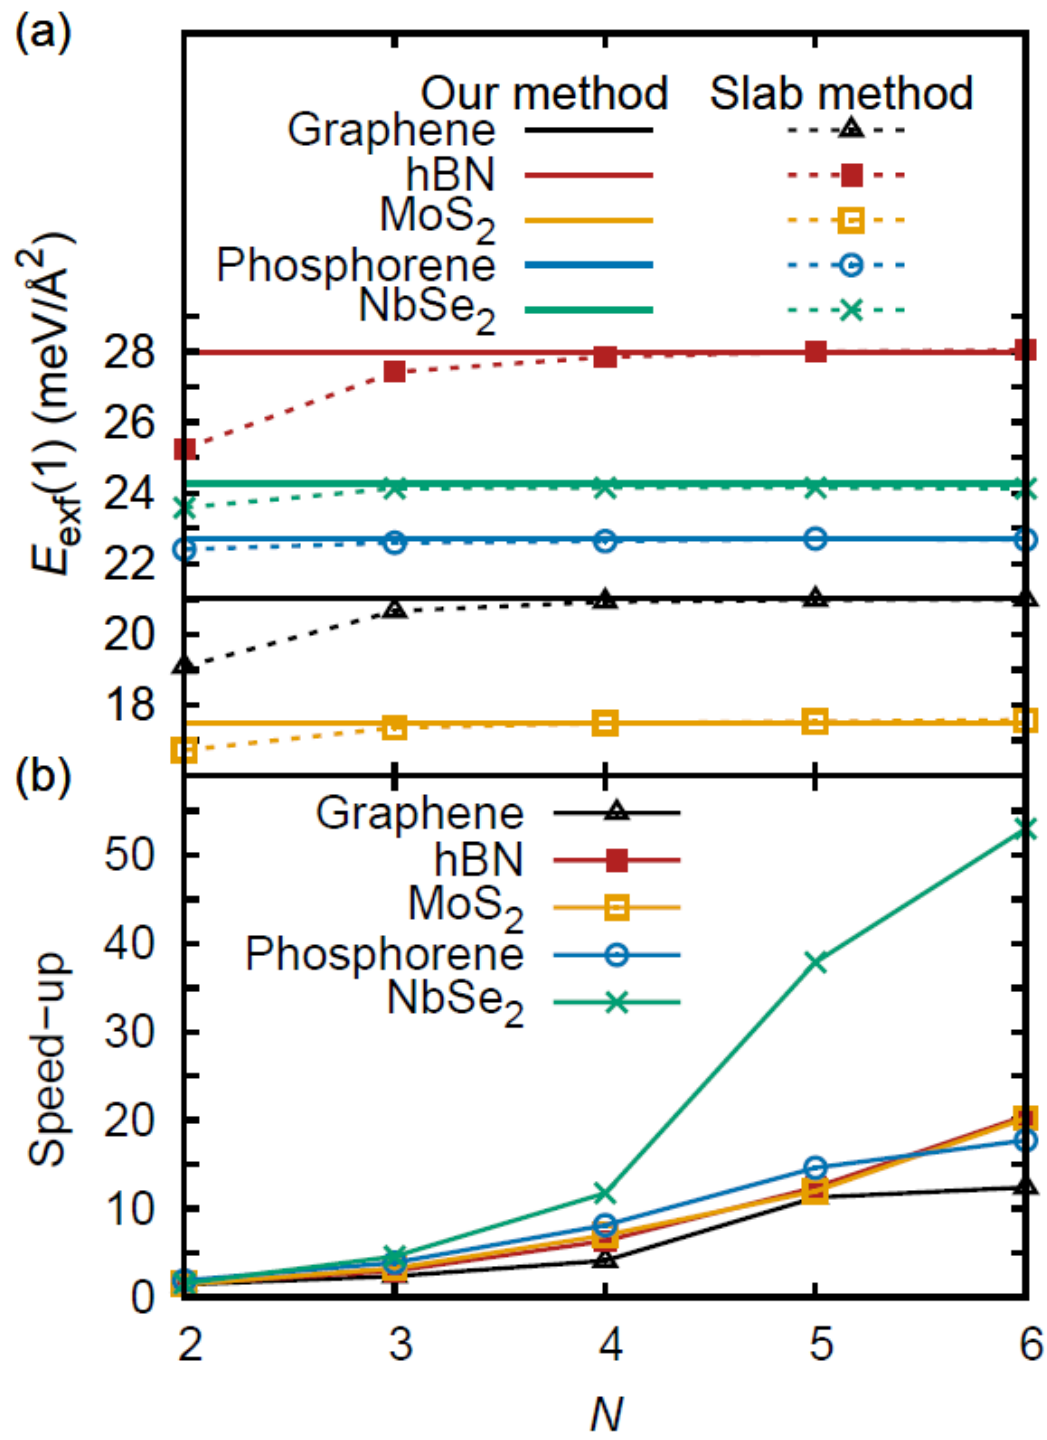 (a)
Our method Slab method
Graphene
hBN
MoS₂
Phosphorene
NbSe₂
E_exf(1) (meV/Å²)
28
26
24
22
20
18
(b)
Graphene
hBN
MoS₂
Phosphorene
NbSe₂
Speed-up
50
40
30
20
10
0
2 3 4 5 6
N